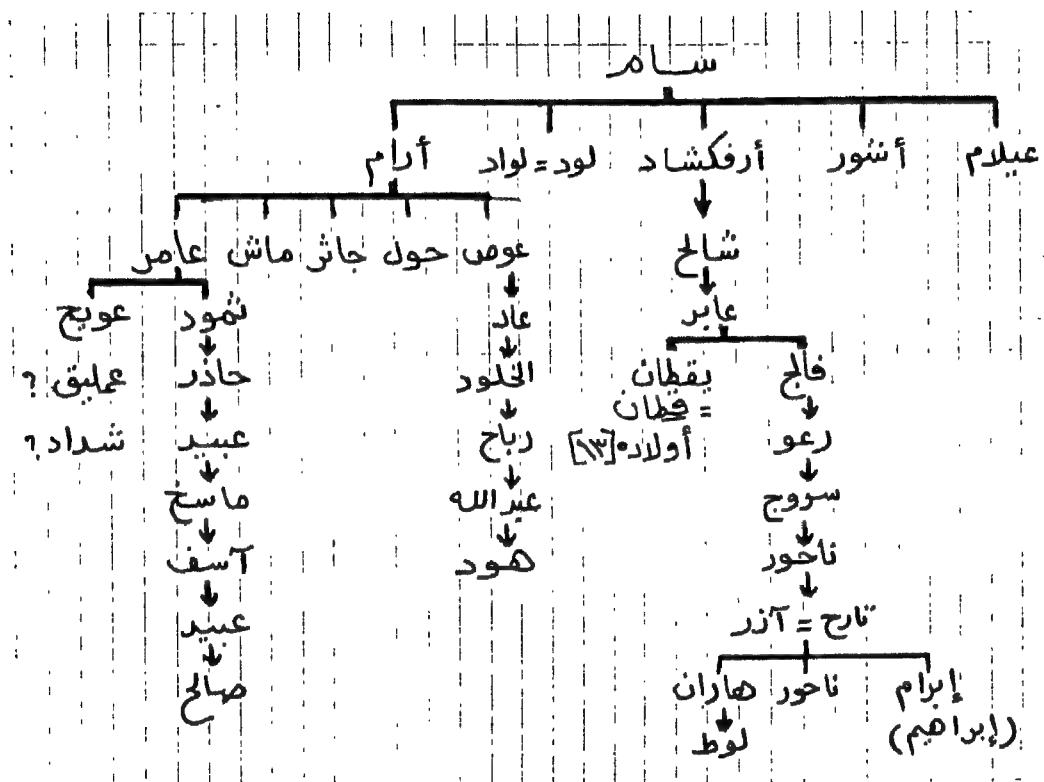 سام
عيلام أشور أرفكشاد لود = لواد أرام
شالح عوص حول جاثر ماش عامر
عابر عاد ثمود عويج
فالج يقطان الخلود حاذر عمليق ؟
= قحطان
رعو أولاده [١٣] رباح عبيد شداد ؟
سروج عبد الله ماسخ
ناحور هود آسف
تارح = آزر عبيد
إبرام ناحور هاران صالح
(إبراهيم) لوط